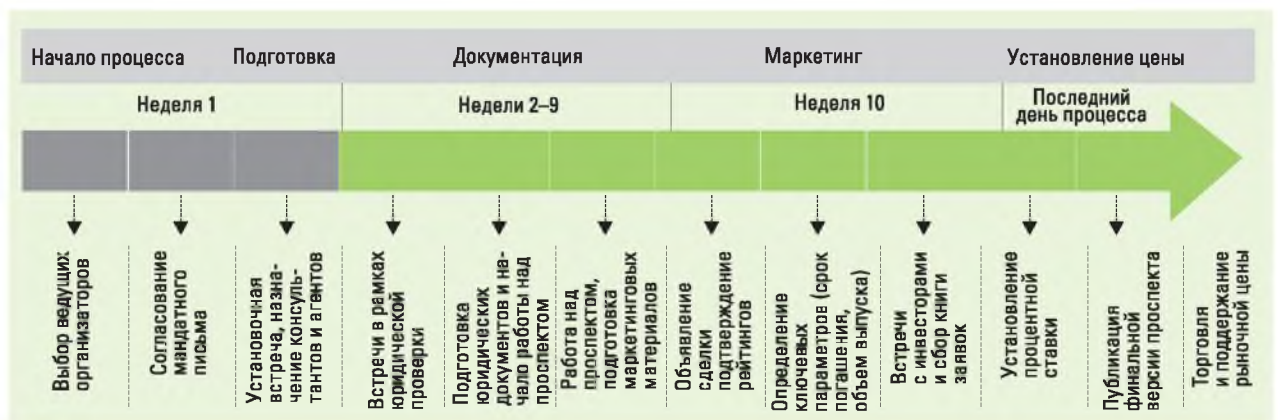 Начало процесса
Подготовка
Документация
Маркетинг
Установление цены
Неделя 1
Недели 2–9
Неделя 10
Последний
день процесса
Выбор ведущих
организаторов
Согласование
мандатного
письма
Установочная
встреча, назна-
чение консуль-
тантов и агентов
Встречи в рамках
юридической
проверки
Подготовка
юридических
документов и на-
чало работы над
проспектом
Работа над
проспектом,
подготовка
маркетинговых
материалов
Объявление
сделки
подтверждение
рейтингов
Определение
ключевых
параметров (срок
погашения,
объем выпуска)
Встречи
с инвесторами
и сбор книги
заявок
Установление
процентной
ставки
Публикация
финальной
версии проспекта
Торговля
и поддержание
рыночной цены